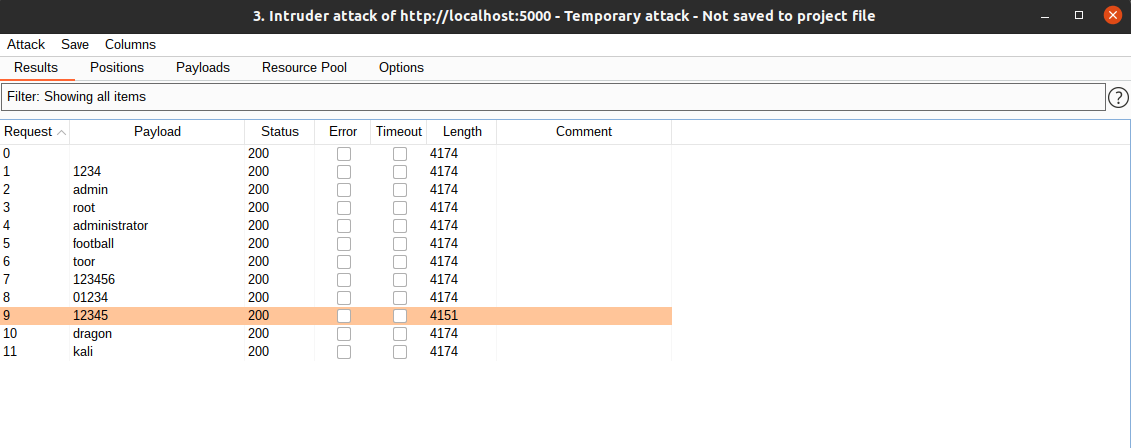 3. Intruder attack of http://localhost:5000 - Temporary attack - Not saved to project file
Attack Save Columns
Results Positions Payloads Resource Pool Options
Filter: Showing all items ?
Request Payload Status Error Timeout Length Comment
0 200 4174
1 1234 200 4174
2 admin 200 4174
3 root 200 4174
4 administrator 200 4174
5 football 200 4174
6 toor 200 4174
7 123456 200 4174
8 01234 200 4174
9 12345 200 4151
10 dragon 200 4174
11 kali 200 4174